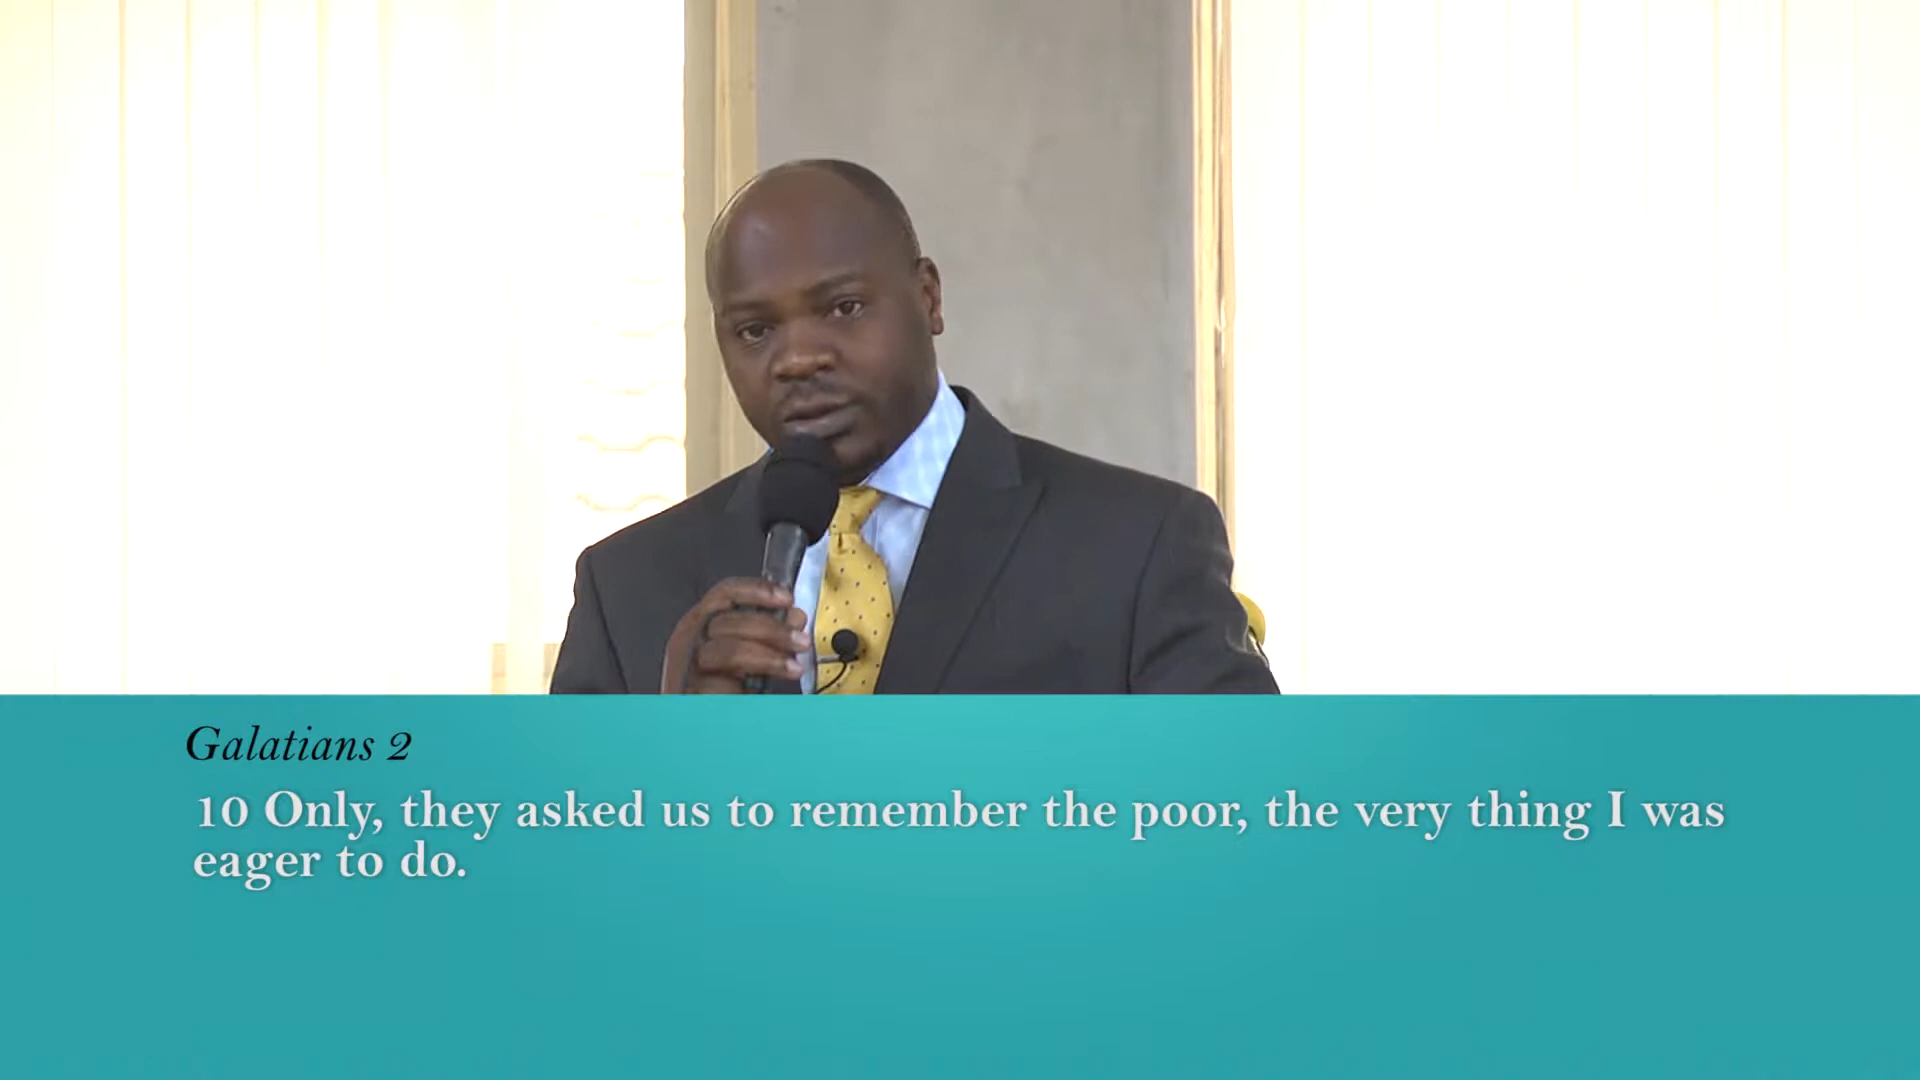 Galatians 2
10 Only, they asked us to remember the poor, the very thing I was
eager to do.